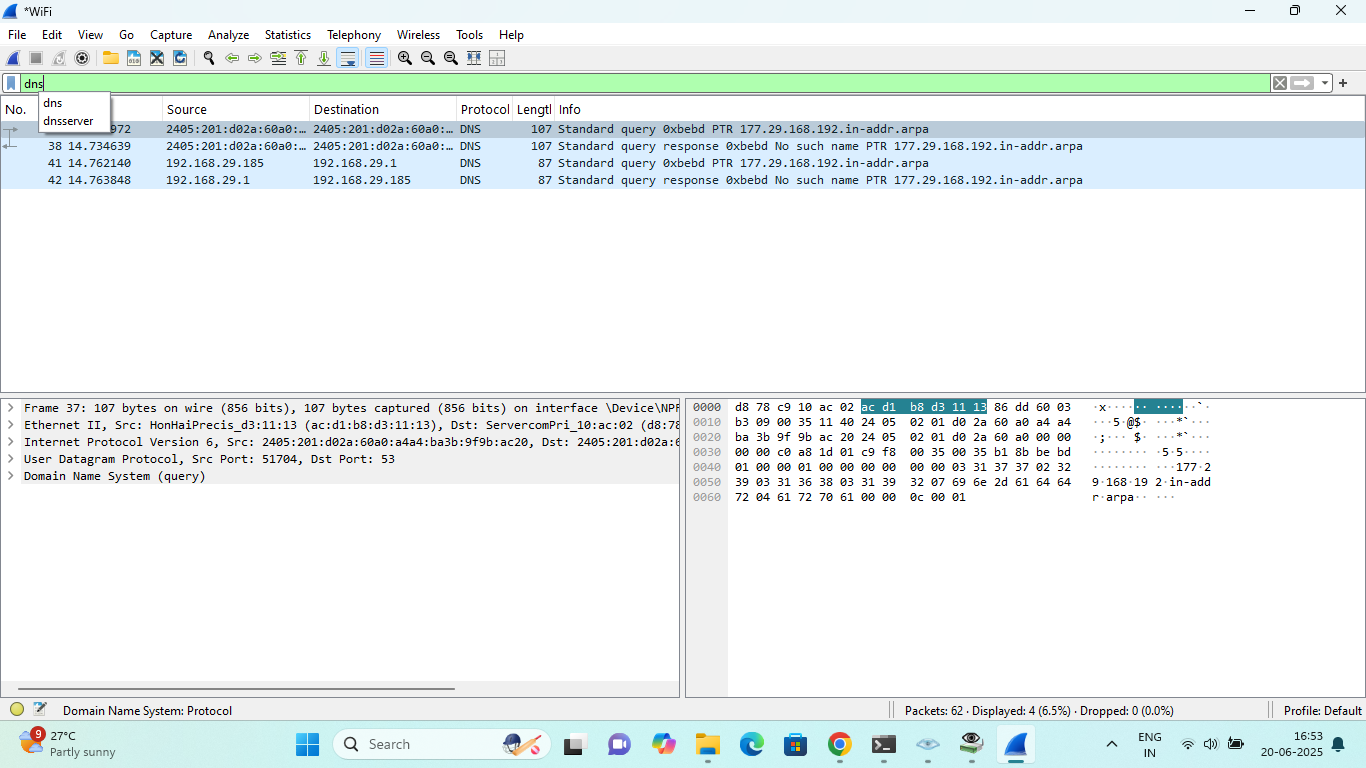 *WiFi
File Edit View Go Capture Analyze Statistics Telephony Wireless Tools Help
dns
dns
dnsserver
No. Source Destination Protocol Lengtl Info
972 2405:201:d02a:60a0:… 2405:201:d02a:60a0:… DNS 107 Standard query 0xbebd PTR 177.29.168.192.in-addr.arpa
38 14.734639 2405:201:d02a:60a0:… 2405:201:d02a:60a0:… DNS 107 Standard query response 0xbebd No such name PTR 177.29.168.192.in-addr.arpa
41 14.762140 192.168.29.185 192.168.29.1 DNS 87 Standard query 0xbebd PTR 177.29.168.192.in-addr.arpa
42 14.763848 192.168.29.1 192.168.29.185 DNS 87 Standard query response 0xbebd No such name PTR 177.29.168.192.in-addr.arpa
Frame 37: 107 bytes on wire (856 bits), 107 bytes captured (856 bits) on interface \Device\NPF
Ethernet II, Src: HonHaiPrecis_d3:11:13 (ac:d1:b8:d3:11:13), Dst: ServercomPri_10:ac:02 (d8:78
Internet Protocol Version 6, Src: 2405:201:d02a:60a0:a4a4:ba3b:9f9b:ac20, Dst: 2405:201:d02a:6
User Datagram Protocol, Src Port: 51704, Dst Port: 53
Domain Name System (query)
0000 d8 78 c9 10 ac 02 ac d1 b8 d3 11 13 86 dd 60 03 ·x···· ·· ······`·
0010 b3 09 00 35 11 40 24 05 02 01 d0 2a 60 a0 a4 a4 ···5·@$· ···*`···
0020 ba 3b 9f 9b ac 20 24 05 02 01 d0 2a 60 a0 00 00 ·;··· $· ···*`···
0030 00 00 c0 a8 1d 01 c9 f8 00 35 00 35 b1 8b be bd ········ ·5·5····
0040 01 00 00 01 00 00 00 00 00 00 03 31 37 37 02 32 ········ ···177·2
0050 39 03 31 36 38 03 31 39 32 07 69 6e 2d 61 64 64 9·168·19 2·in-add
0060 72 04 61 72 70 61 00 00 0c 00 01 r·arpa·· ···
Domain Name System: Protocol
Packets: 62 · Displayed: 4 (6.5%) · Dropped: 0 (0.0%)
Profile: Default
9
27°C
Partly sunny
Search
ENG
IN
16:53
20-06-2025